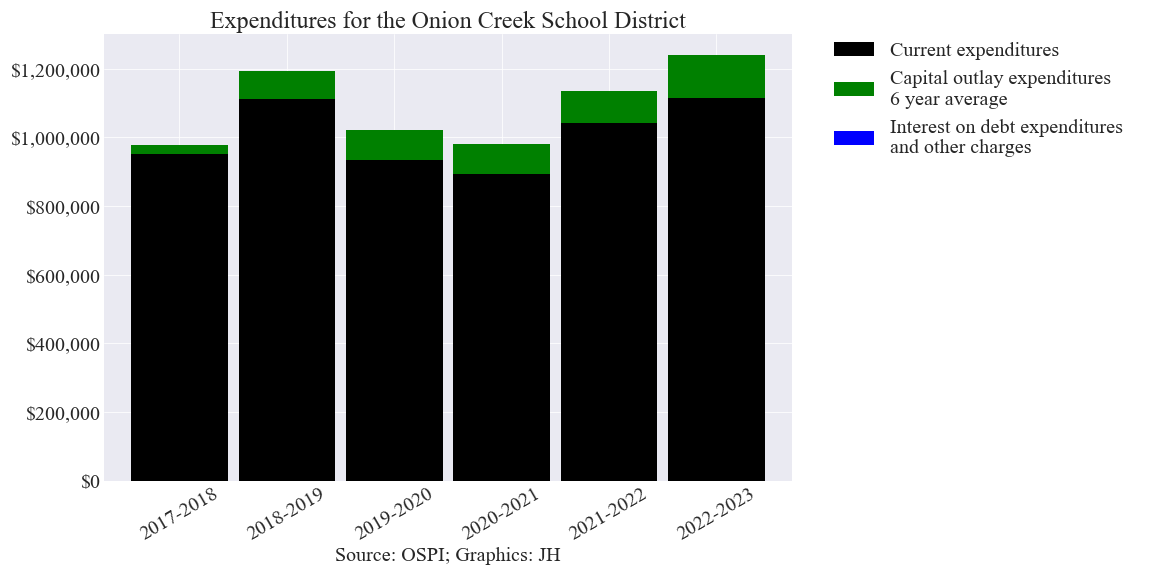 Expenditures for the Onion Creek School District
$1,200,000
$1,000,000
$800,000
$600,000
$400,000
$200,000
$0
2017-2018
2018-2019
2019-2020
2020-2021
2021-2022
2022-2023
Source: OSPI; Graphics: JH
Current expenditures
Capital outlay expenditures
6 year average
Interest on debt expenditures
and other charges